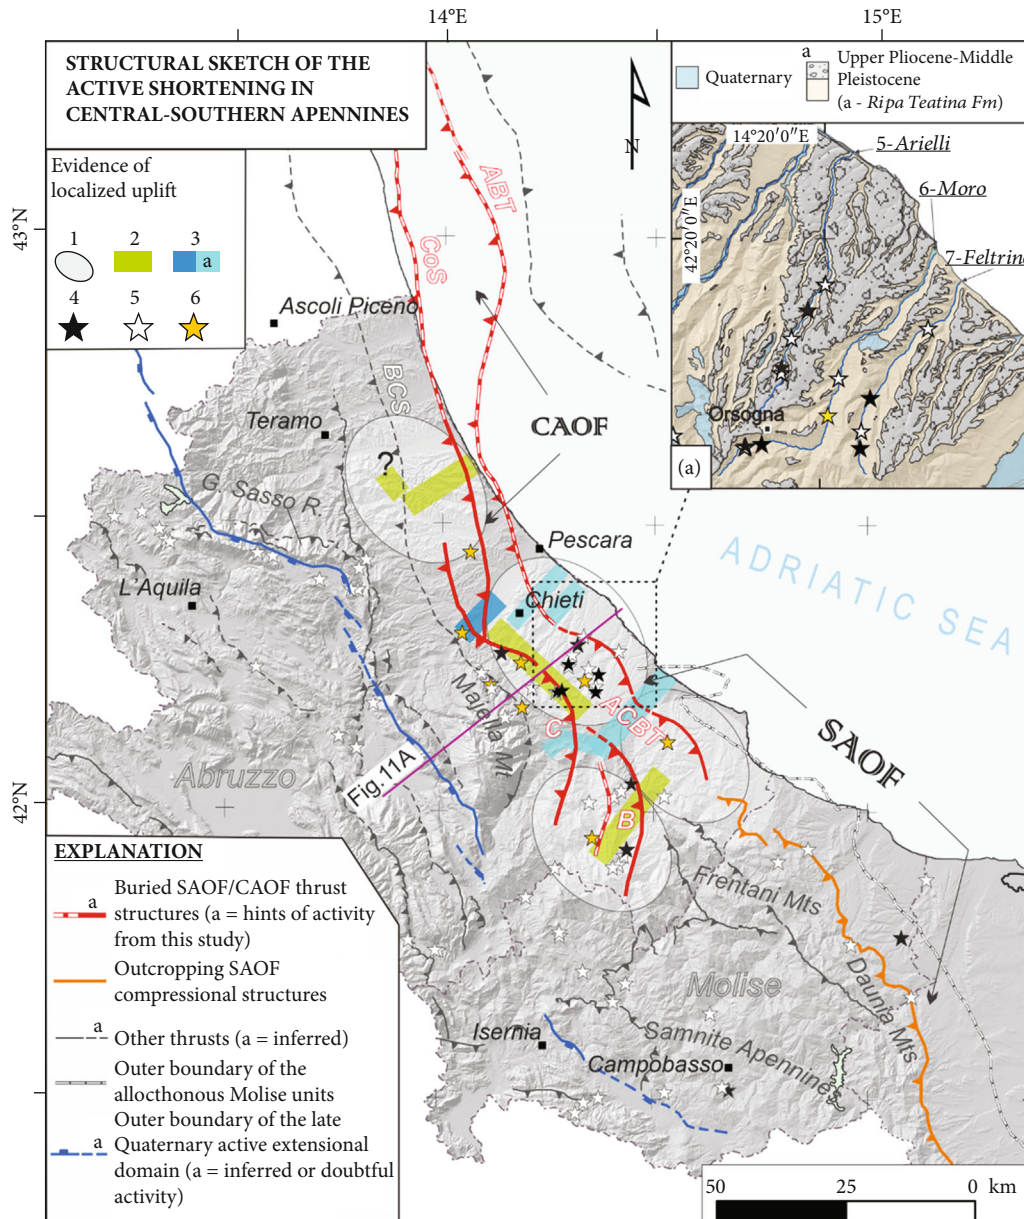 14°E
15°E
STRUCTURAL SKETCH OF THE
ACTIVE SHORTENING IN
CENTRAL-SOUTHERN APENNINES
Evidence of
localized uplift
1
2
3
a
4
5
6
N
Quaternary
a
Upper Pliocene-Middle
Pleistocene
(a - Ripa Teatina Fm)
14°20'0"E
42°20'0"E
5-Arielli
6-Moro
7-Feltrino
Orsogna
(a)
43°N
42°N
ABT
CoS
BCS
Ascoli Piceno
Teramo
CAOF
?
G. Sasso R.
Pescara
L'Aquila
Chieti
ADRIATIC SEA
Majella Mt
ACBT
C
SAOF
Abruzzo
Fig.11A
B
Frentani Mts
Daunia Mts
Molise
Isernia
Samnite Apennines
Campobasso
EXPLANATION
a
Buried SAOF/CAOF thrust
structures (a = hints of activity
from this study)
Outcropping SAOF
compressional structures
a
Other thrusts (a = inferred)
Outer boundary of the
allocthonous Molise units
Outer boundary of the late
a
Quaternary active extensional
domain (a = inferred or doubtful
activity)
50
25
0 km